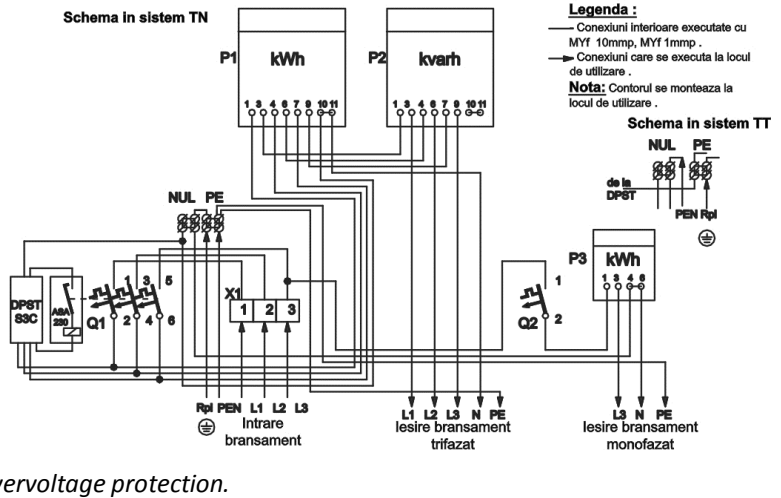 Schema in sistem TN
Legenda :
Conexiuni interioare executate cu
MYf 10mmp, MYf 1mmp .
Conexiuni care se executa la locul
de utilizare .
Nota: Contorul se monteaza la
locul de utilizare .
P1
kWh
1 3 4 6 7 9 10 11
P2
kvarh
1 3 4 6 7 9 10 11
Schema in sistem TT
NUL PE
de la
DPST
PEN Rpl
NUL PE
P3
kWh
1 3 4 6
DPST
S3C
ASA
230
Q1
1 3 5
2 4 6
X1
1 2 3
Q2
1
2
Rpl PEN L1 L2 L3
Intrare
bransament
L1 L2 L3 N PE
Iesire bransament
trifazat
L3 N PE
Iesire bransament
monofazat
vervoltage protection.